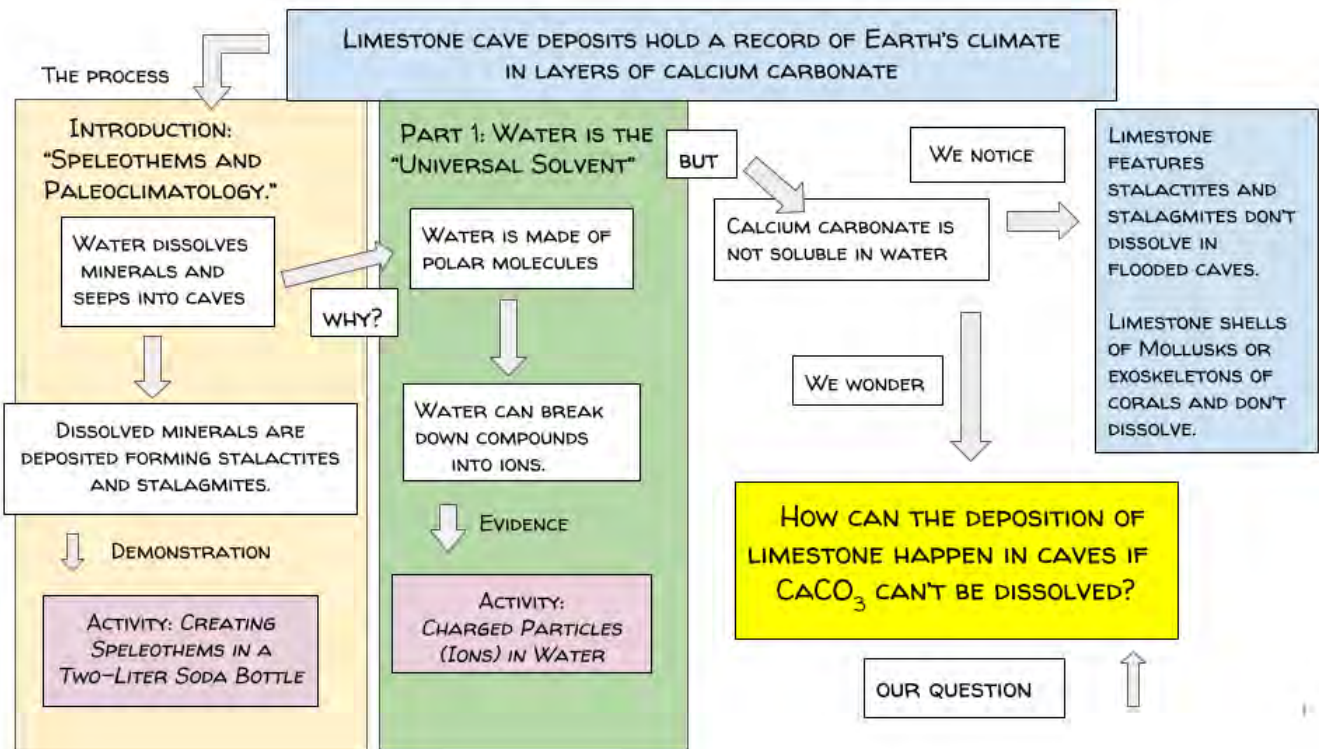 Limestone cave deposits hold a record of Earth's climate
in layers of calcium carbonate
The process
Introduction:
"Speleothems and
Paleoclimatology."
Water dissolves
minerals and
seeps into caves
Dissolved minerals are
deposited forming stalactites
and stalagmites.
Demonstration
Activity: Creating
Speleothems in a
Two-Liter Soda Bottle
why?
Part 1: Water is the
"Universal Solvent"
Water is made of
polar molecules
Water can break
down compounds
into ions.
Evidence
Activity:
Charged Particles
(Ions) in Water
but
Calcium carbonate is
not soluble in water
We notice
Limestone
features
stalactites and
stalagmites don't
dissolve in
flooded caves.
Limestone shells
of Mollusks or
exoskeletons of
corals and don't
dissolve.
We wonder
How can the deposition of
limestone happen in caves if
CaCO₃ can't be dissolved?
our question